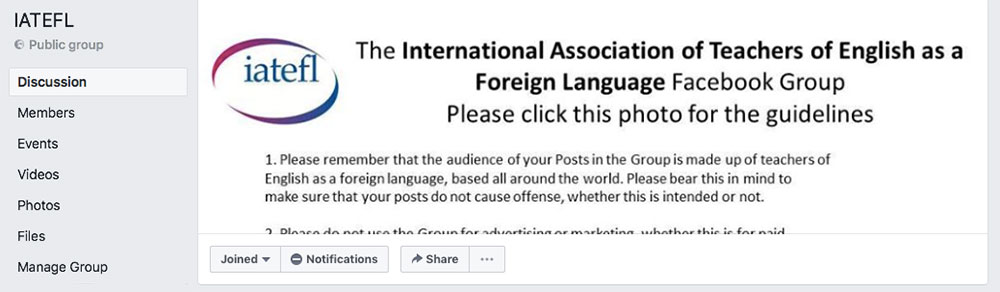 IATEFL
Public group
Discussion
Members
Events
Videos
Photos
Files
Manage Group
iatefl
The International Association of Teachers of English as a
Foreign Language Facebook Group
Please click this photo for the guidelines
1. Please remember that the audience of your Posts in the Group is made up of teachers of
English as a foreign language, based all around the world. Please bear this in mind to
make sure that your posts do not cause offense, whether this is intended or not.
2. Please do not use the Group for advertising or marketing, whether this is for paid
Joined
Notifications
Share